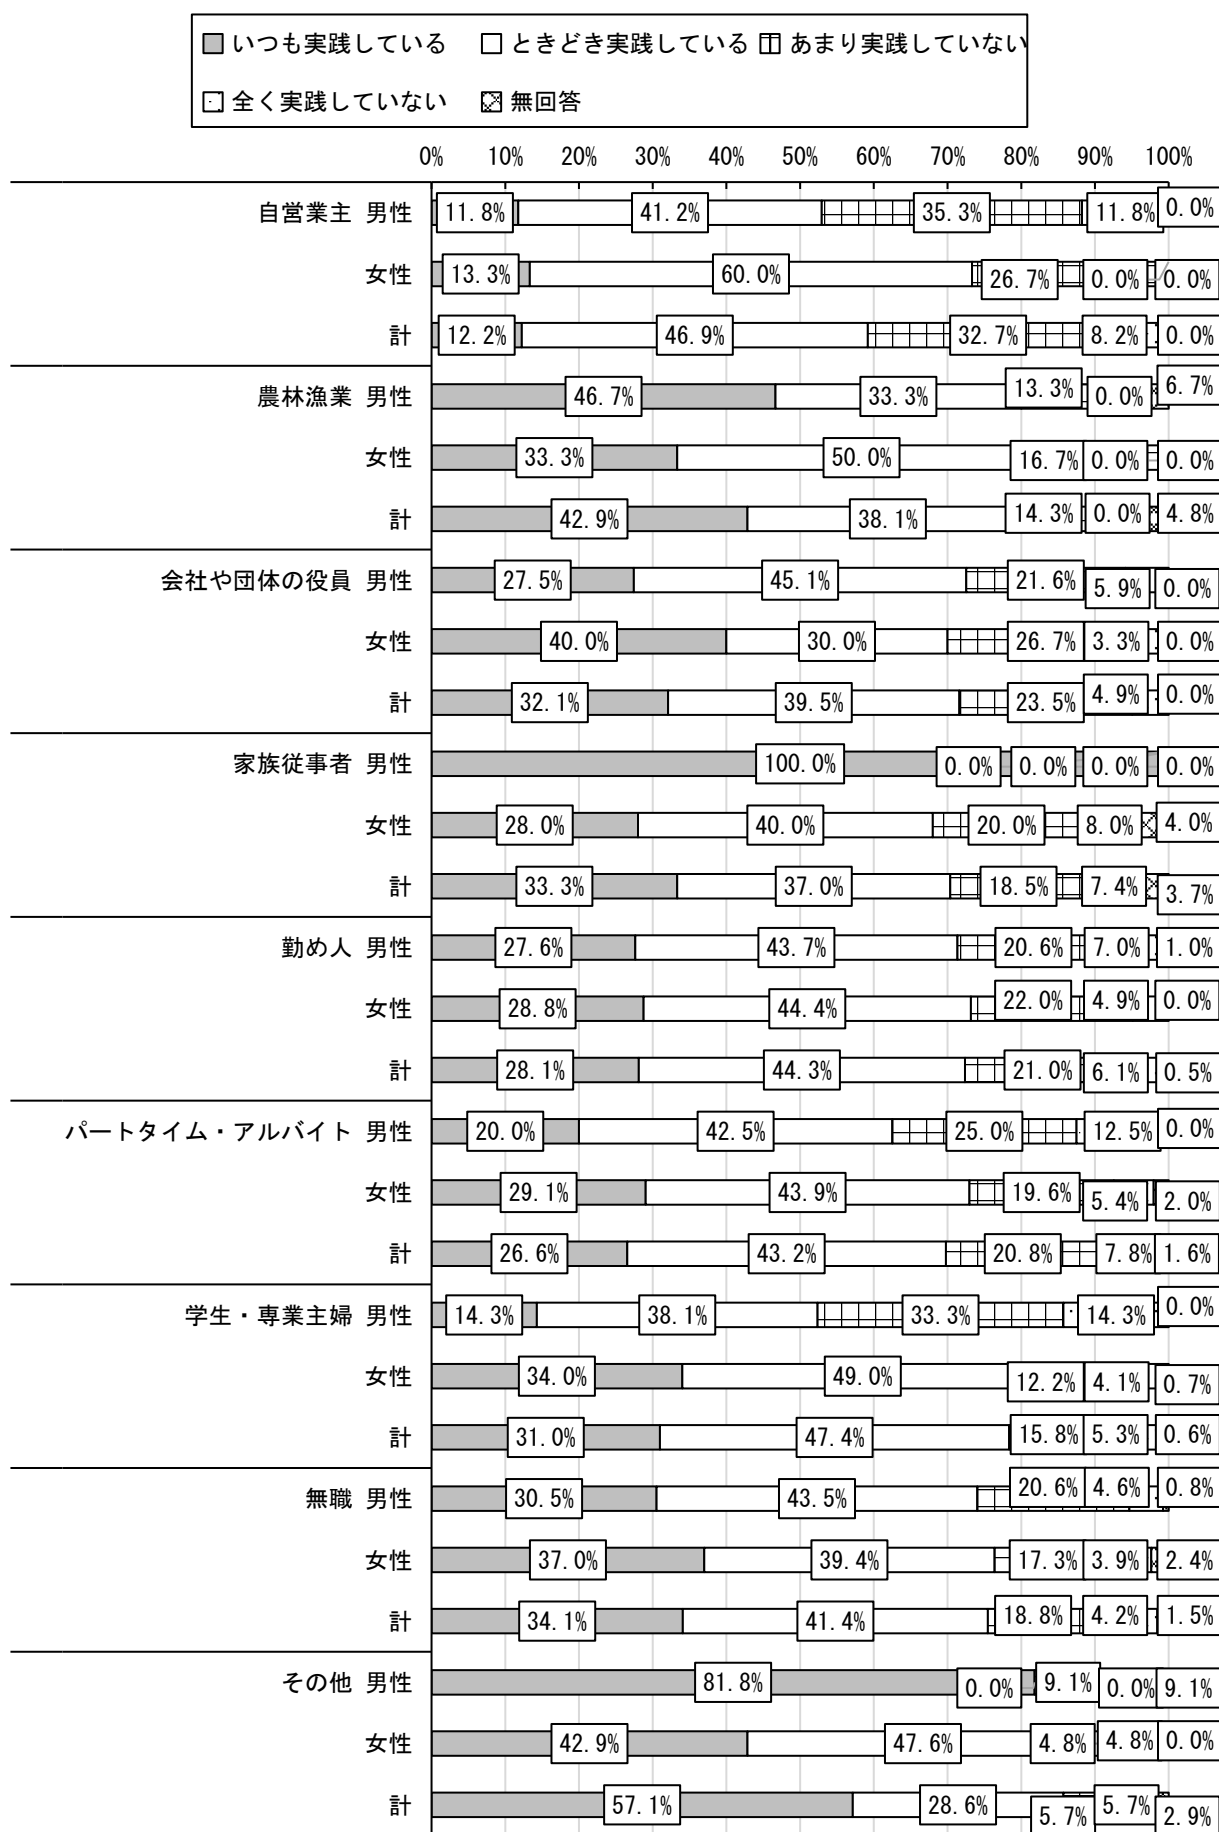 いつも実践している ときどき実践している あまり実践していない
全く実践していない 無回答
0% 10% 20% 30% 40% 50% 60% 70% 80% 90% 100%
自営業主 男性 11.8% 41.2% 35.3% 11.8% 0.0%
女性 13.3% 60.0% 26.7% 0.0% 0.0%
計 12.2% 46.9% 32.7% 8.2% 0.0%
農林漁業 男性 46.7% 33.3% 13.3% 0.0% 6.7%
女性 33.3% 50.0% 16.7% 0.0% 0.0%
計 42.9% 38.1% 14.3% 0.0% 4.8%
会社や団体の役員 男性 27.5% 45.1% 21.6% 5.9% 0.0%
女性 40.0% 30.0% 26.7% 3.3% 0.0%
計 32.1% 39.5% 23.5% 4.9% 0.0%
家族従事者 男性 100.0% 0.0% 0.0% 0.0% 0.0%
女性 28.0% 40.0% 20.0% 8.0% 4.0%
計 33.3% 37.0% 18.5% 7.4% 3.7%
勤め人 男性 27.6% 43.7% 20.6% 7.0% 1.0%
女性 28.8% 44.4% 22.0% 4.9% 0.0%
計 28.1% 44.3% 21.0% 6.1% 0.5%
パートタイム・アルバイト 男性 20.0% 42.5% 25.0% 12.5% 0.0%
女性 29.1% 43.9% 19.6% 5.4% 2.0%
計 26.6% 43.2% 20.8% 7.8% 1.6%
学生・専業主婦 男性 14.3% 38.1% 33.3% 14.3% 0.0%
女性 34.0% 49.0% 12.2% 4.1% 0.7%
計 31.0% 47.4% 15.8% 5.3% 0.6%
無職 男性 30.5% 43.5% 20.6% 4.6% 0.8%
女性 37.0% 39.4% 17.3% 3.9% 2.4%
計 34.1% 41.4% 18.8% 4.2% 1.5%
その他 男性 81.8% 0.0% 9.1% 0.0% 9.1%
女性 42.9% 47.6% 4.8% 4.8% 0.0%
計 57.1% 28.6% 5.7% 5.7% 2.9%